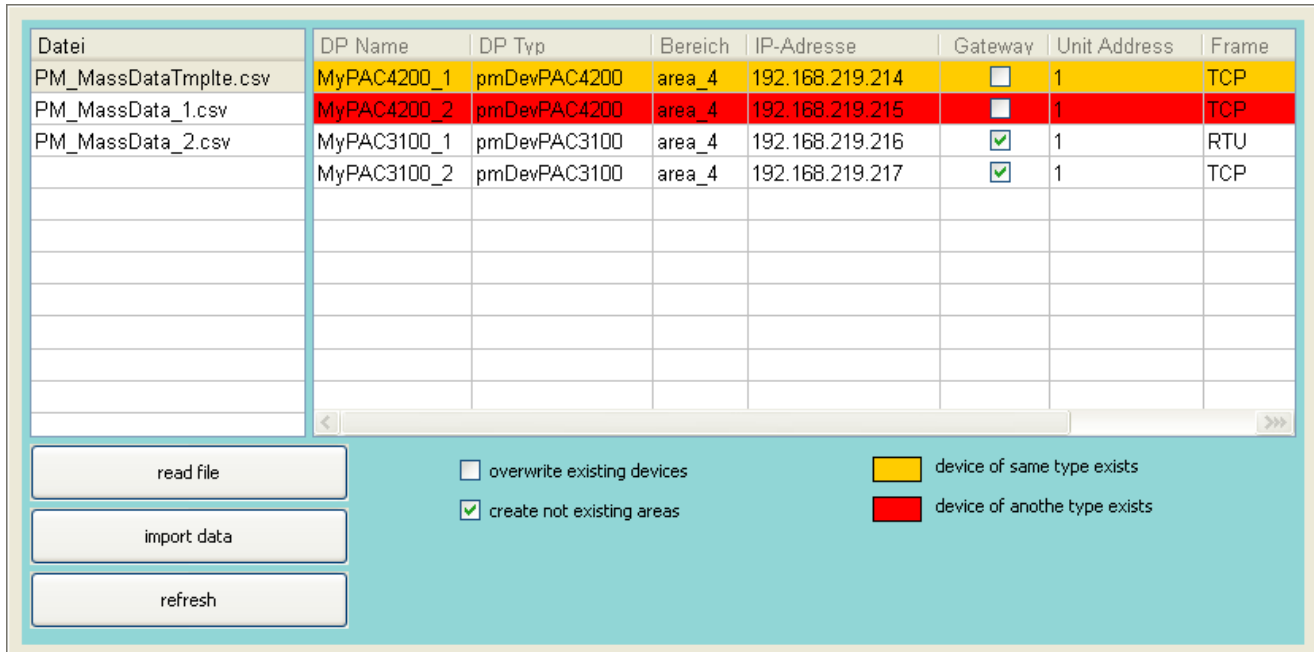 Datei
PM_MassDataTmplte.csv
PM_MassData_1.csv
PM_MassData_2.csv
DP Name DP Typ Bereich IP-Adresse Gateway Unit Address Frame
MyPAC4200_1 pmDevPAC4200 area_4 192.168.219.214 1 TCP
MyPAC4200_2 pmDevPAC4200 area_4 192.168.219.215 1 TCP
MyPAC3100_1 pmDevPAC3100 area_4 192.168.219.216 1 RTU
MyPAC3100_2 pmDevPAC3100 area_4 192.168.219.217 1 TCP
read file
import data
refresh
overwrite existing devices
create not existing areas
device of same type exists
device of anothe type exists